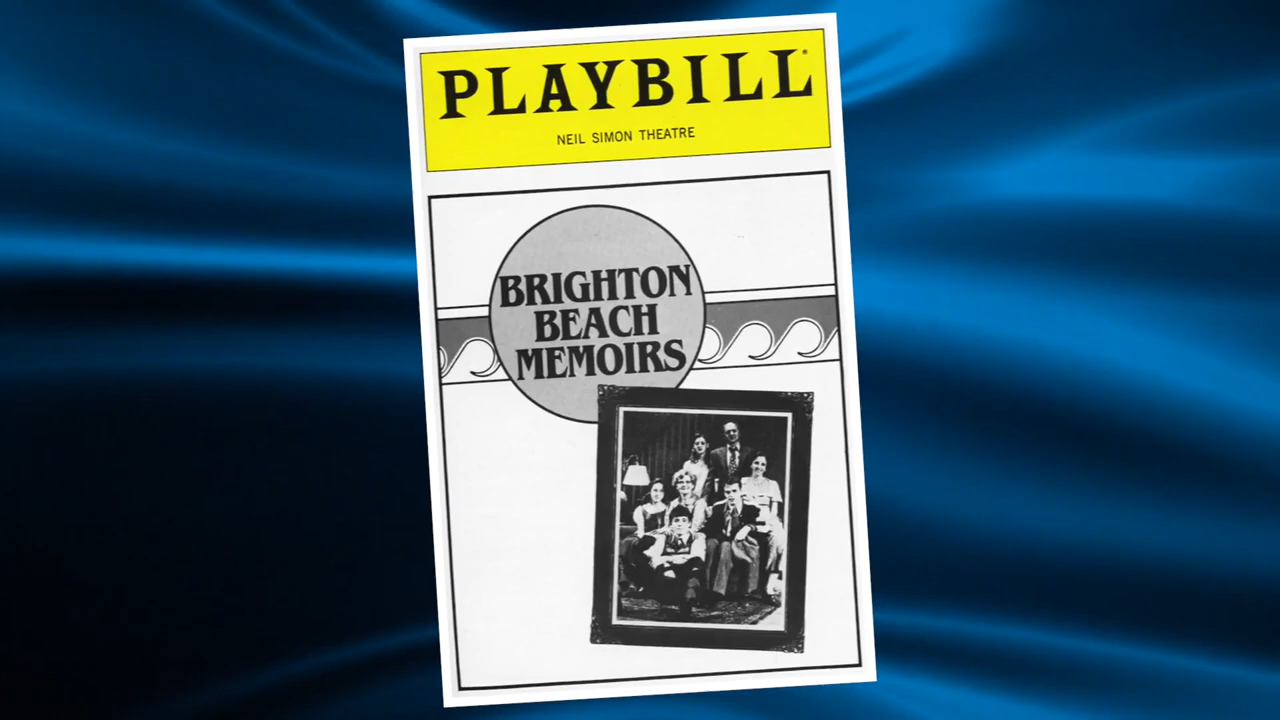 PLAYBILL®
NEIL SIMON THEATRE
BRIGHTON
BEACH
MEMOIRS